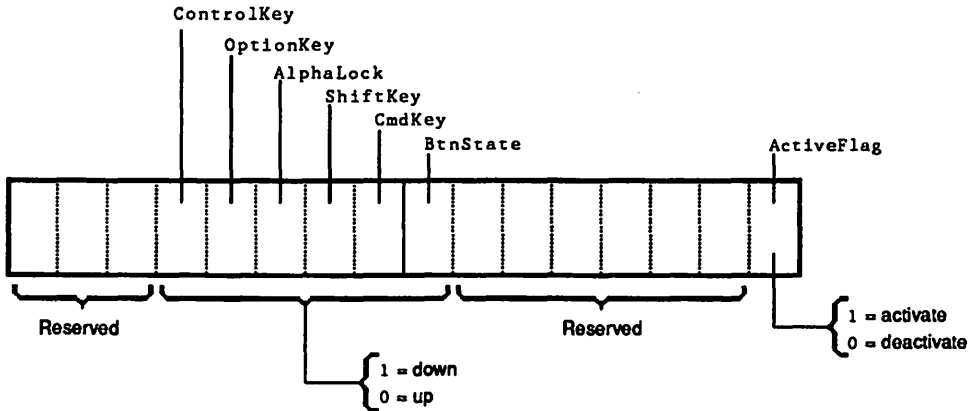 ControlKey
OptionKey
AlphaLock
ShiftKey
CmdKey
BtnState
ActiveFlag
Reserved
Reserved
1 = activate
0 = deactivate
1 = down
0 = up